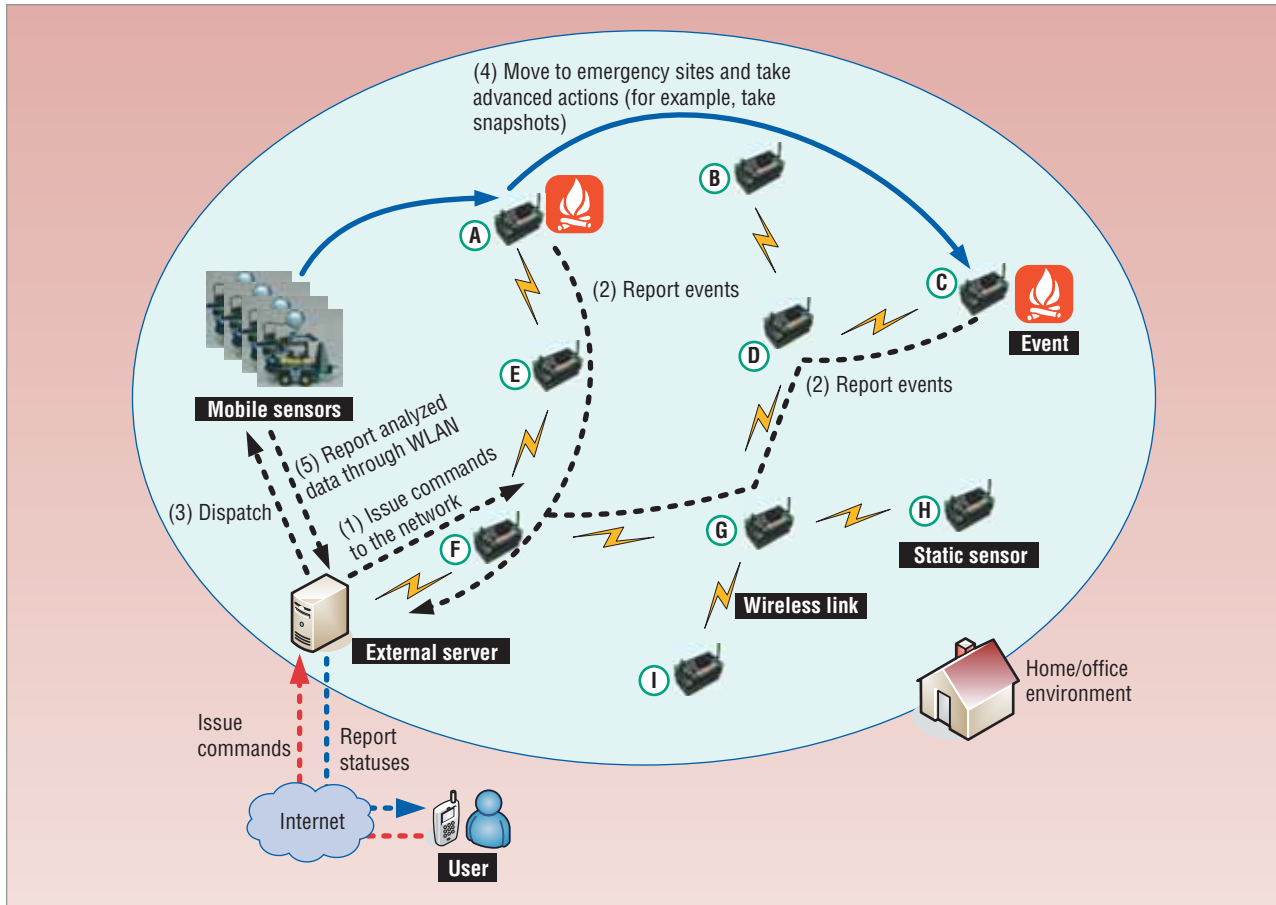 (4) Move to emergency sites and take
advanced actions (for example, take
snapshots)
B
A
C
(2) Report events
Event
D
E
(2) Report events
Mobile sensors
(5) Report analyzed
data through WLAN
(1) Issue commands
to the network
(3) Dispatch
F
G
H
Static sensor
Wireless link
External server
I
Home/office
environment
Issue
commands
Report
statuses
Internet
User